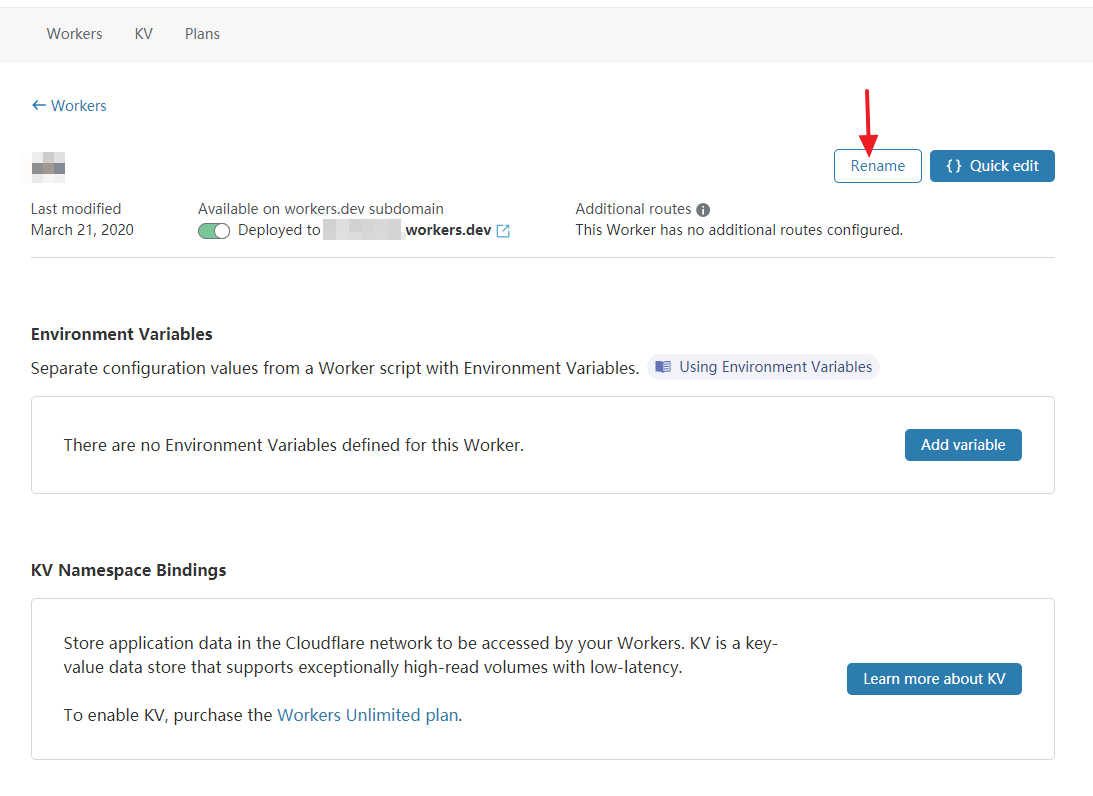 Workers KV Plans
← Workers
Rename
{ } Quick edit
Last modified
March 21, 2020
Available on workers.dev subdomain
Deployed to workers.dev
Additional routes
This Worker has no additional routes configured.
Environment Variables
Separate configuration values from a Worker script with Environment Variables. Using Environment Variables
There are no Environment Variables defined for this Worker.
Add variable
KV Namespace Bindings
Store application data in the Cloudflare network to be accessed by your Workers. KV is a key-
value data store that supports exceptionally high-read volumes with low-latency.
Learn more about KV
To enable KV, purchase the Workers Unlimited plan.